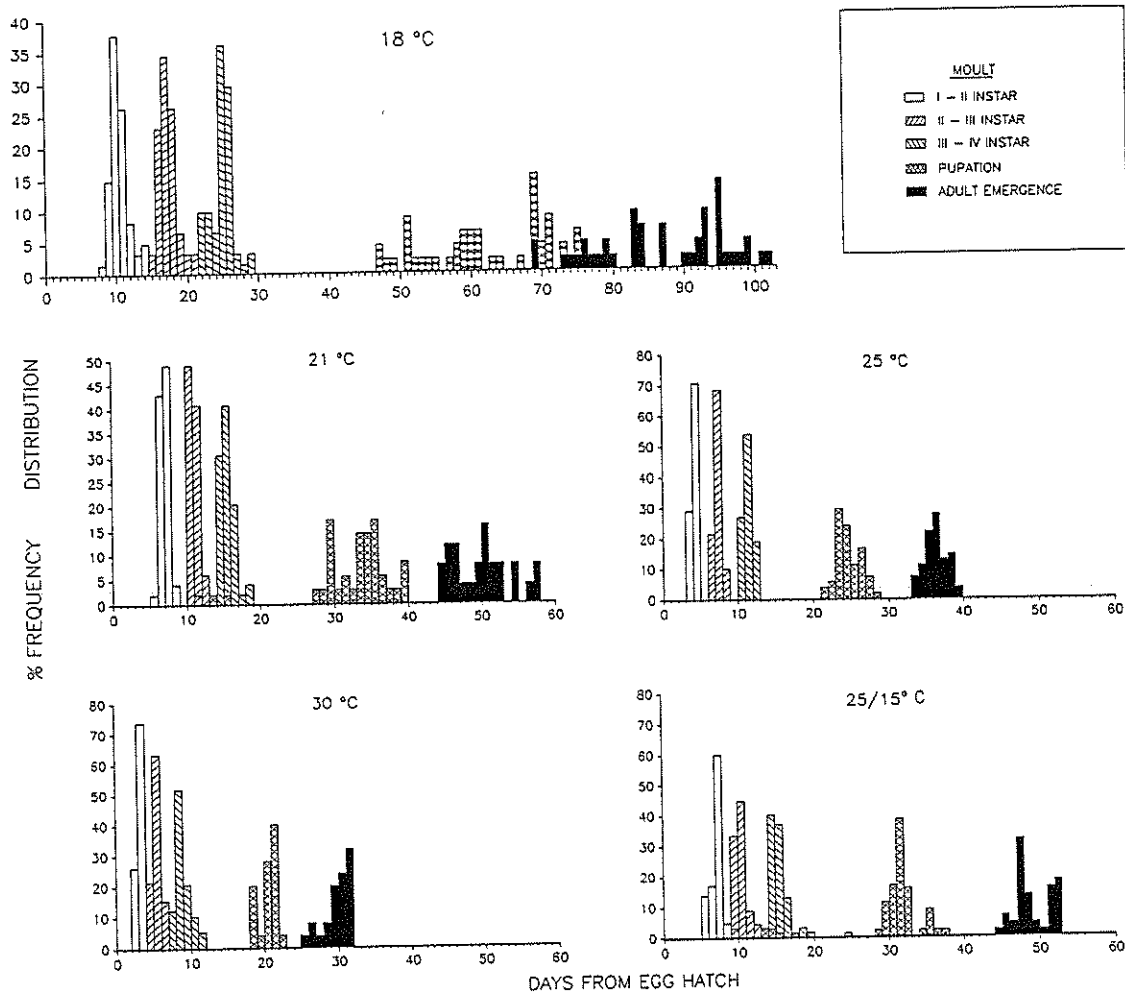 18 °C
40
35
30
25
20
15
10
5
0
0 10 20 30 40 50 60 70 80 90 100
MOULT
I – II INSTAR
II – III INSTAR
III – IV INSTAR
PUPATION
ADULT EMERGENCE
% FREQUENCY DISTRIBUTION
21 °C
50
45
40
35
30
25
20
15
10
5
0
0 10 20 30 40 50 60
25 °C
80
70
60
50
40
30
20
10
0
0 10 20 30 40 50 60
30 °C
80
70
60
50
40
30
20
10
0
0 10 20 30 40 50 60
25/15° C
80
70
60
50
40
30
20
10
0
0 10 20 30 40 50 60
DAYS FROM EGG HATCH